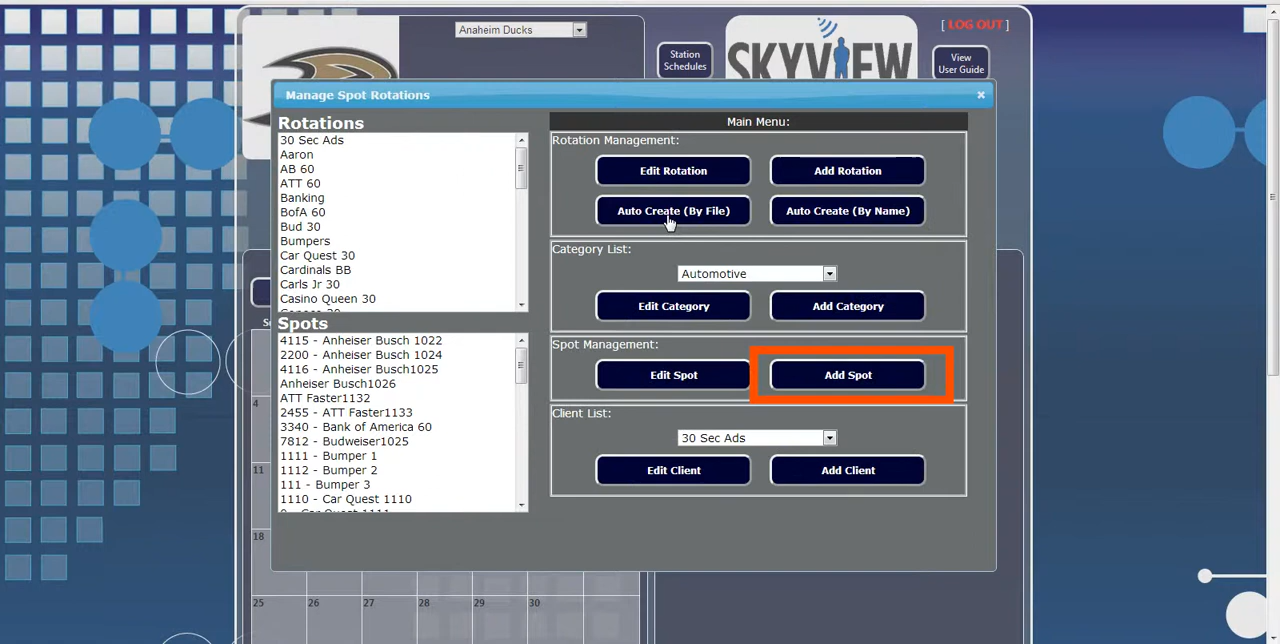 Anaheim Ducks
[ LOG OUT ]
Station
Schedules
SKYVIEW
View
User Guide
Manage Spot Rotations
Rotations
30 Sec Ads
Aaron
AB 60
ATT 60
Banking
BofA 60
Bud 30
Bumpers
Car Quest 30
Cardinals BB
Carls Jr 30
Casino Queen 30
Spots
4115 - Anheiser Busch 1022
2200 - Anheiser Busch 1024
4116 - Anheiser Busch1025
Anheiser Busch1026
ATT Faster1132
2455 - ATT Faster1133
3340 - Bank of America 60
7812 - Budweiser1025
1111 - Bumper 1
1112 - Bumper 2
111 - Bumper 3
1110 - Car Quest 1110
0 - Car Quest 1111
Main Menu:
Rotation Management:
Edit Rotation
Add Rotation
Auto Create (By File)
Auto Create (By Name)
Category List:
Automotive
Edit Category
Add Category
Spot Management:
Edit Spot
Add Spot
Client List:
30 Sec Ads
Edit Client
Add Client
4
11
18
25 26 27 28 29 30